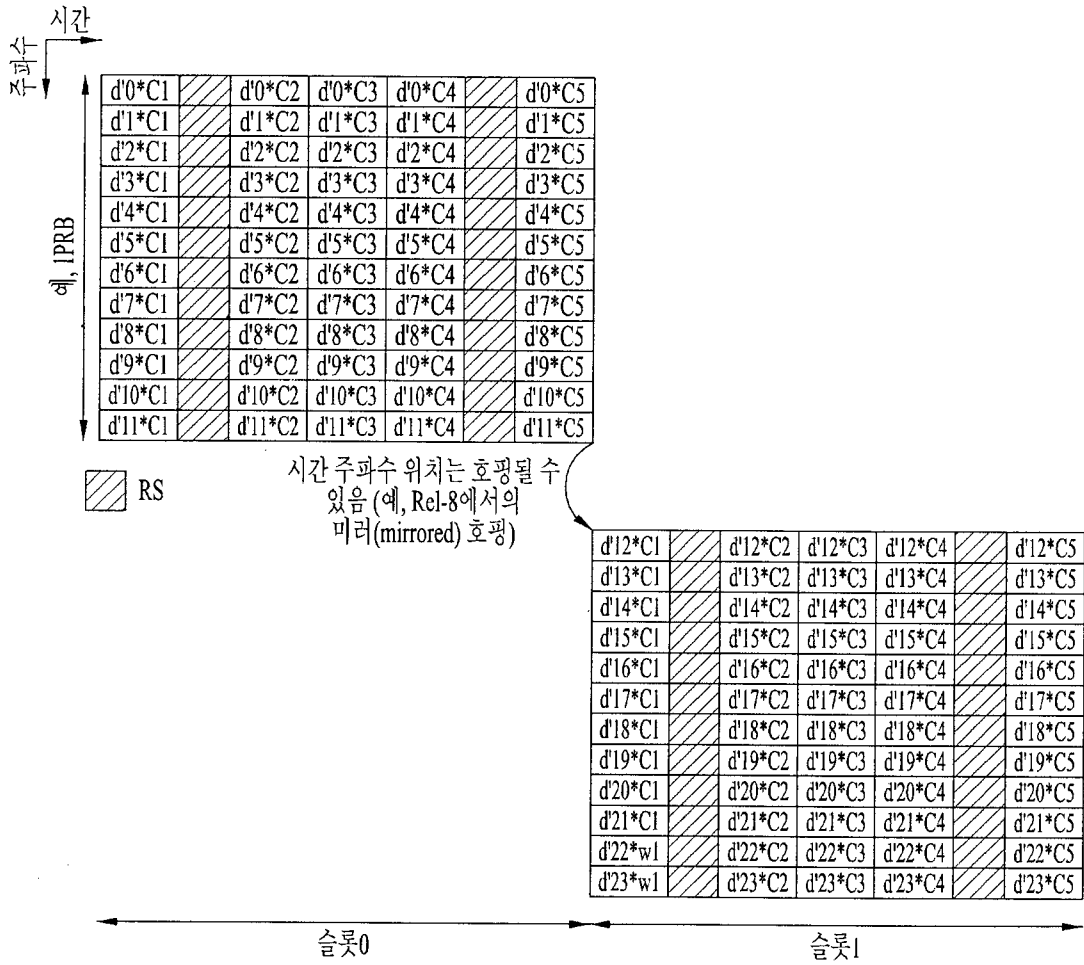 시간
주파수
예, 1PRB
d'0*C1 d'0*C2 d'0*C3 d'0*C4 d'0*C5
d'1*C1 d'1*C2 d'1*C3 d'1*C4 d'1*C5
d'2*C1 d'2*C2 d'2*C3 d'2*C4 d'2*C5
d'3*C1 d'3*C2 d'3*C3 d'3*C4 d'3*C5
d'4*C1 d'4*C2 d'4*C3 d'4*C4 d'4*C5
d'5*C1 d'5*C2 d'5*C3 d'5*C4 d'5*C5
d'6*C1 d'6*C2 d'6*C3 d'6*C4 d'6*C5
d'7*C1 d'7*C2 d'7*C3 d'7*C4 d'7*C5
d'8*C1 d'8*C2 d'8*C3 d'8*C4 d'8*C5
d'9*C1 d'9*C2 d'9*C3 d'9*C4 d'9*C5
d'10*C1 d'10*C2 d'10*C3 d'10*C4 d'10*C5
d'11*C1 d'11*C2 d'11*C3 d'11*C4 d'11*C5
RS
시간 주파수 위치는 호핑될 수
있음 (예, Rel-8에서의
미러(mirrored) 호핑)
d'12*C1 d'12*C2 d'12*C3 d'12*C4 d'12*C5
d'13*C1 d'13*C2 d'13*C3 d'13*C4 d'13*C5
d'14*C1 d'14*C2 d'14*C3 d'14*C4 d'14*C5
d'15*C1 d'15*C2 d'15*C3 d'15*C4 d'15*C5
d'16*C1 d'16*C2 d'16*C3 d'16*C4 d'16*C5
d'17*C1 d'17*C2 d'17*C3 d'17*C4 d'17*C5
d'18*C1 d'18*C2 d'18*C3 d'18*C4 d'18*C5
d'19*C1 d'19*C2 d'19*C3 d'19*C4 d'19*C5
d'20*C1 d'20*C2 d'20*C3 d'20*C4 d'20*C5
d'21*C1 d'21*C2 d'21*C3 d'21*C4 d'21*C5
d'22*w1 d'22*C2 d'22*C3 d'22*C4 d'22*C5
d'23*w1 d'23*C2 d'23*C3 d'23*C4 d'23*C5
슬롯0 슬롯1